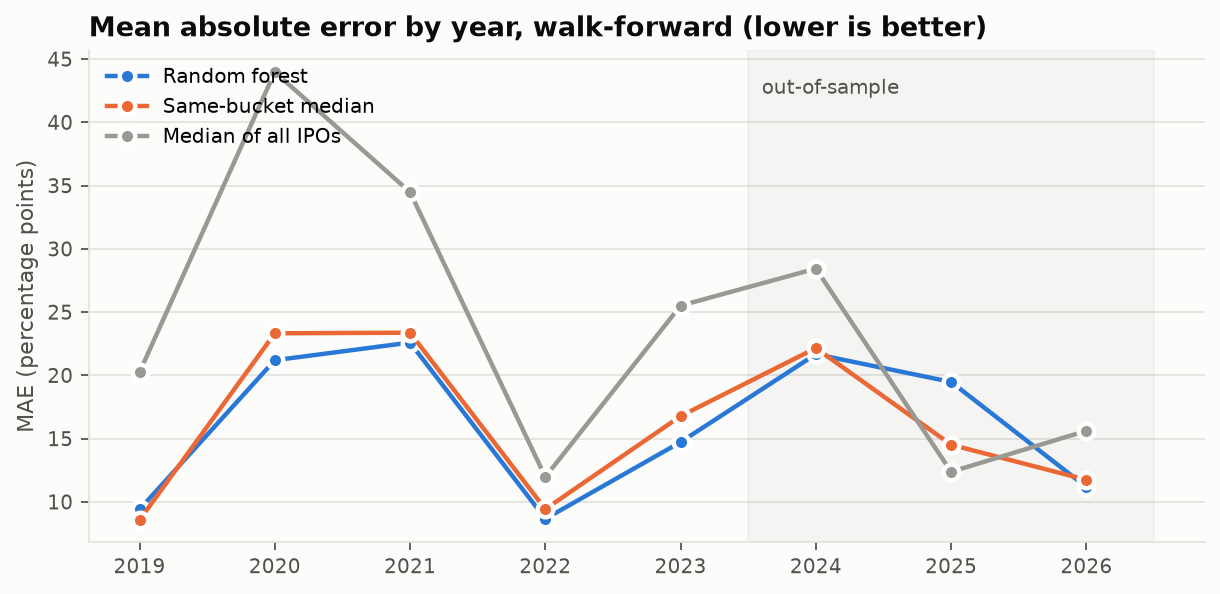 Mean absolute error by year, walk-forward (lower is better)
45
40
35
30
25
20
15
10
MAE (percentage points)
Random forest
Same-bucket median
Median of all IPOs
out-of-sample
2019 2020 2021 2022 2023 2024 2025 2026